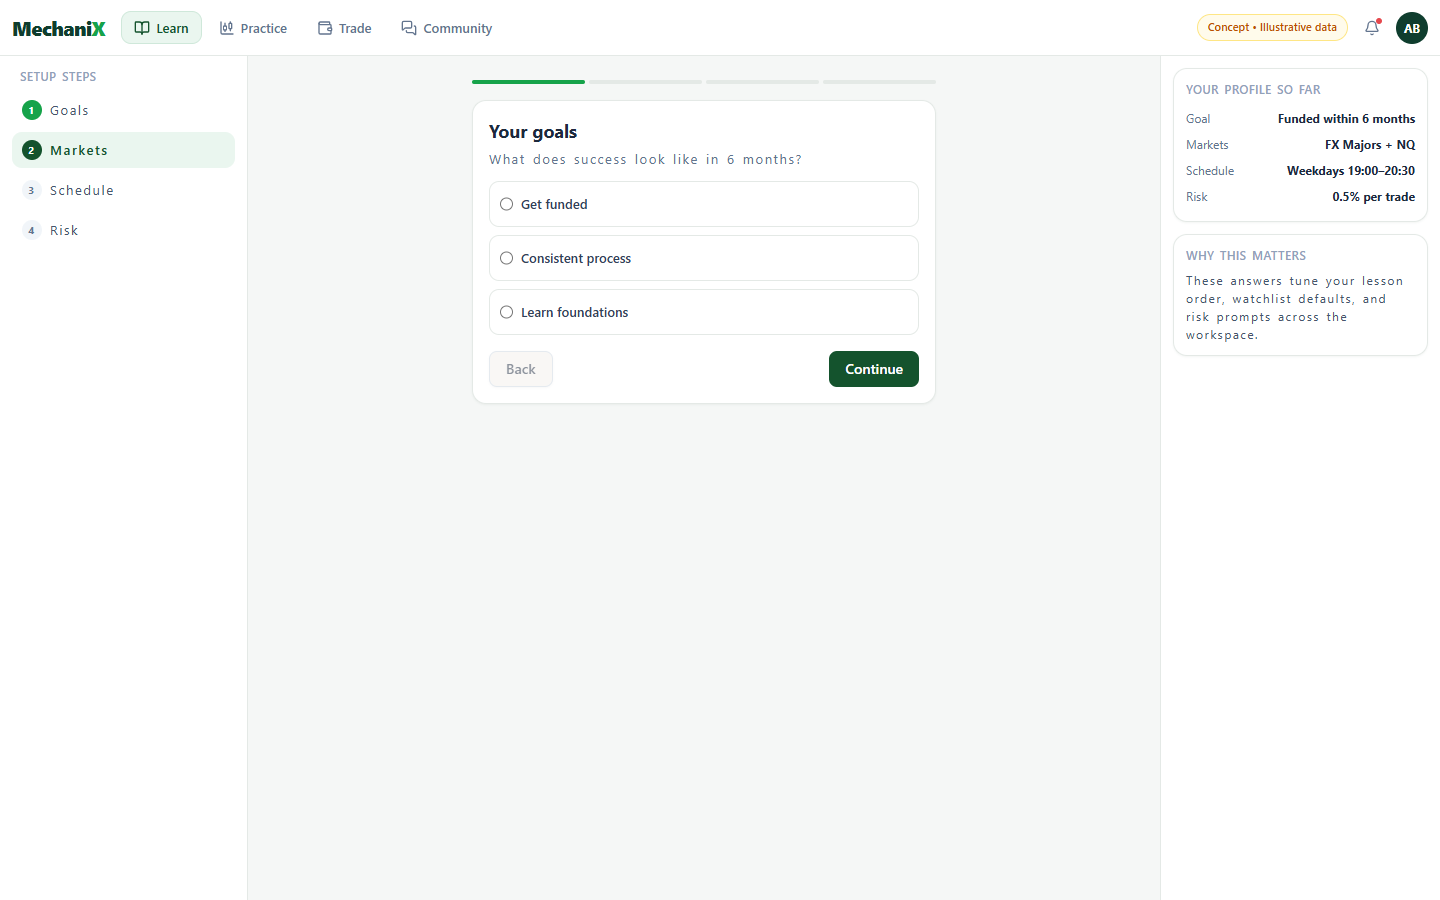 MechaniX
Learn
Practice
Trade
Community
Concept • Illustrative data
AB
SETUP STEPS
1 Goals
2 Markets
3 Schedule
4 Risk
Your goals
What does success look like in 6 months?
Get funded
Consistent process
Learn foundations
Back
Continue
YOUR PROFILE SO FAR
Goal Funded within 6 months
Markets FX Majors + NQ
Schedule Weekdays 19:00–20:30
Risk 0.5% per trade
WHY THIS MATTERS
These answers tune your lesson
order, watchlist defaults, and
risk prompts across the
workspace.